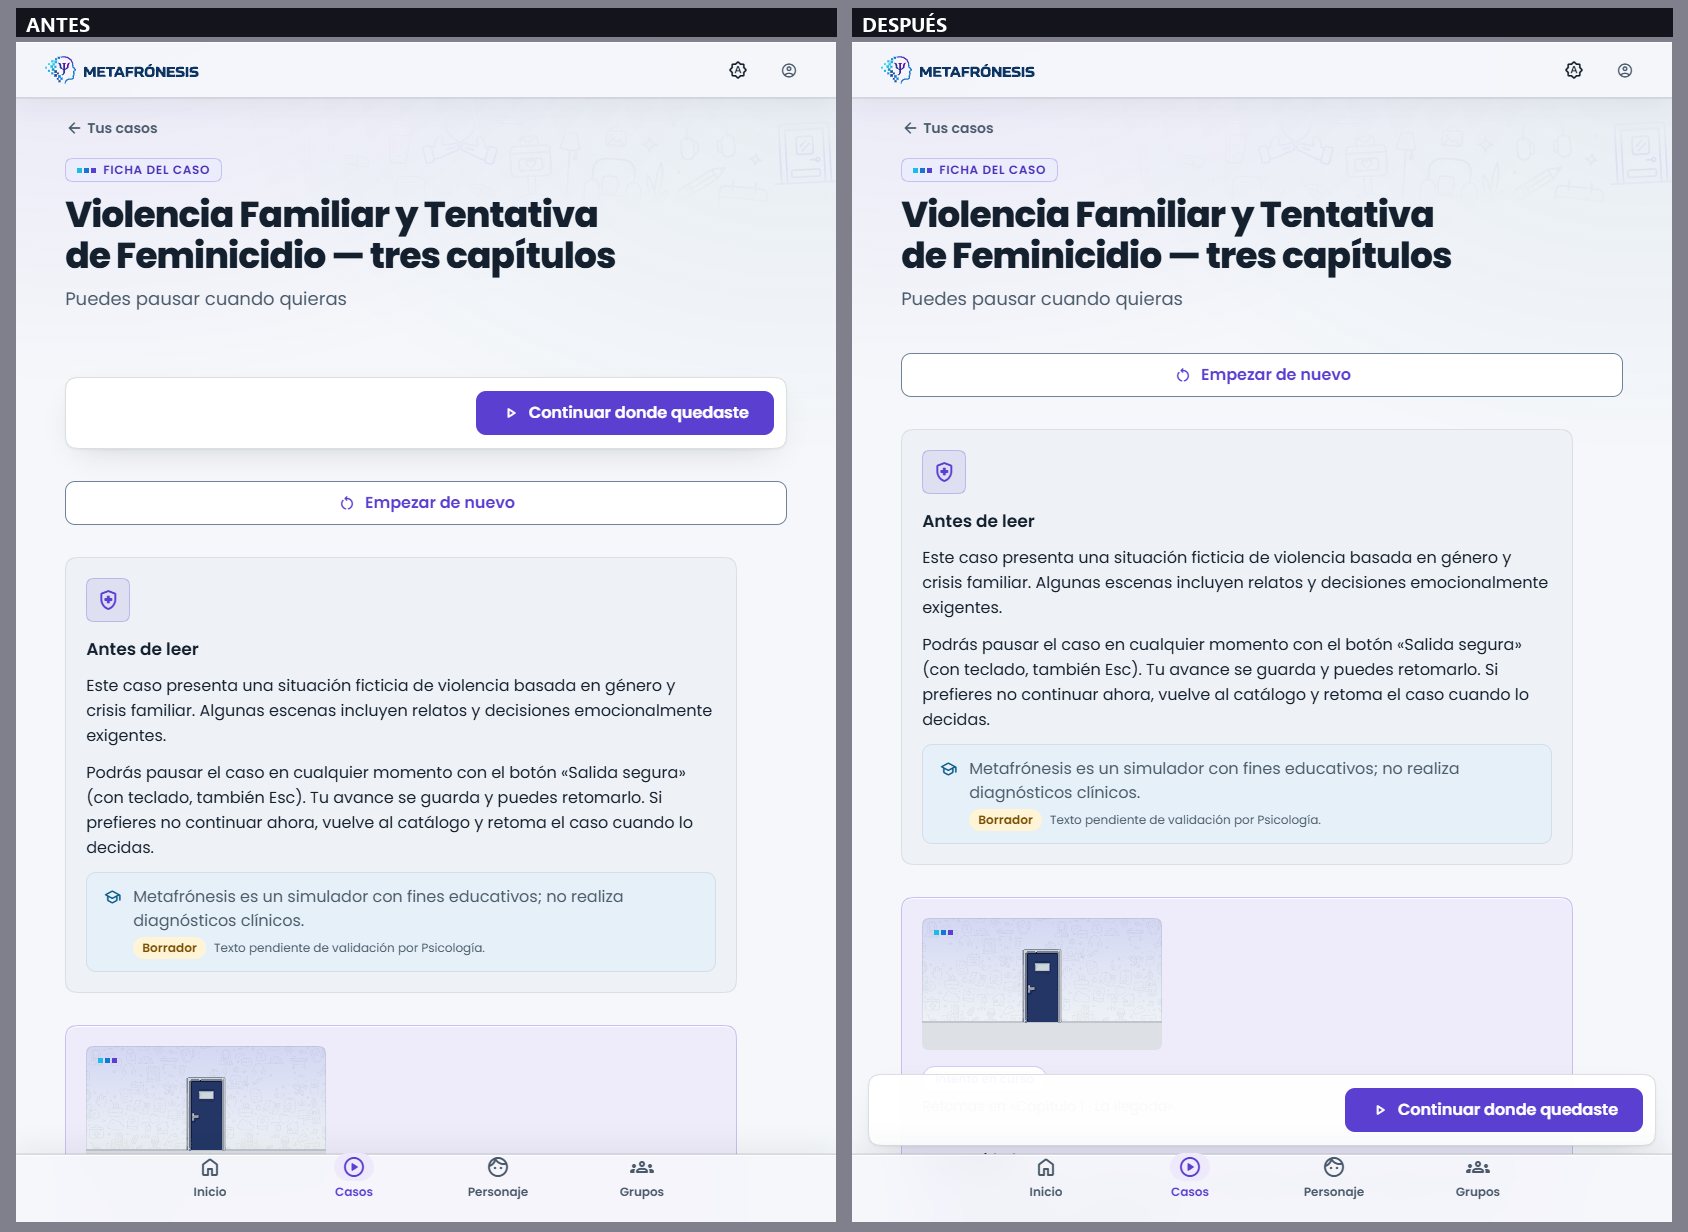 ANTES
METAFRÓNESIS
Tus casos
FICHA DEL CASO
Violencia Familiar y Tentativa
de Feminicidio — tres capítulos
Puedes pausar cuando quieras
Continuar donde quedaste
Empezar de nuevo
Antes de leer
Este caso presenta una situación ficticia de violencia basada en género y
crisis familiar. Algunas escenas incluyen relatos y decisiones emocionalmente
exigentes.
Podrás pausar el caso en cualquier momento con el botón «Salida segura»
(con teclado, también Esc). Tu avance se guarda y puedes retomarlo. Si
prefieres no continuar ahora, vuelve al catálogo y retoma el caso cuando lo
decidas.
Metafrónesis es un simulador con fines educativos; no realiza
diagnósticos clínicos.
Borrador Texto pendiente de validación por Psicología.
Inicio
Casos
Personaje
Grupos
DESPUÉS
METAFRÓNESIS
Tus casos
FICHA DEL CASO
Violencia Familiar y Tentativa
de Feminicidio — tres capítulos
Puedes pausar cuando quieras
Empezar de nuevo
Antes de leer
Este caso presenta una situación ficticia de violencia basada en género y
crisis familiar. Algunas escenas incluyen relatos y decisiones emocionalmente
exigentes.
Podrás pausar el caso en cualquier momento con el botón «Salida segura»
(con teclado, también Esc). Tu avance se guarda y puedes retomarlo. Si
prefieres no continuar ahora, vuelve al catálogo y retoma el caso cuando lo
decidas.
Metafrónesis es un simulador con fines educativos; no realiza
diagnósticos clínicos.
Borrador Texto pendiente de validación por Psicología.
Intento en curso
Continuar donde quedaste
Inicio
Casos
Personaje
Grupos